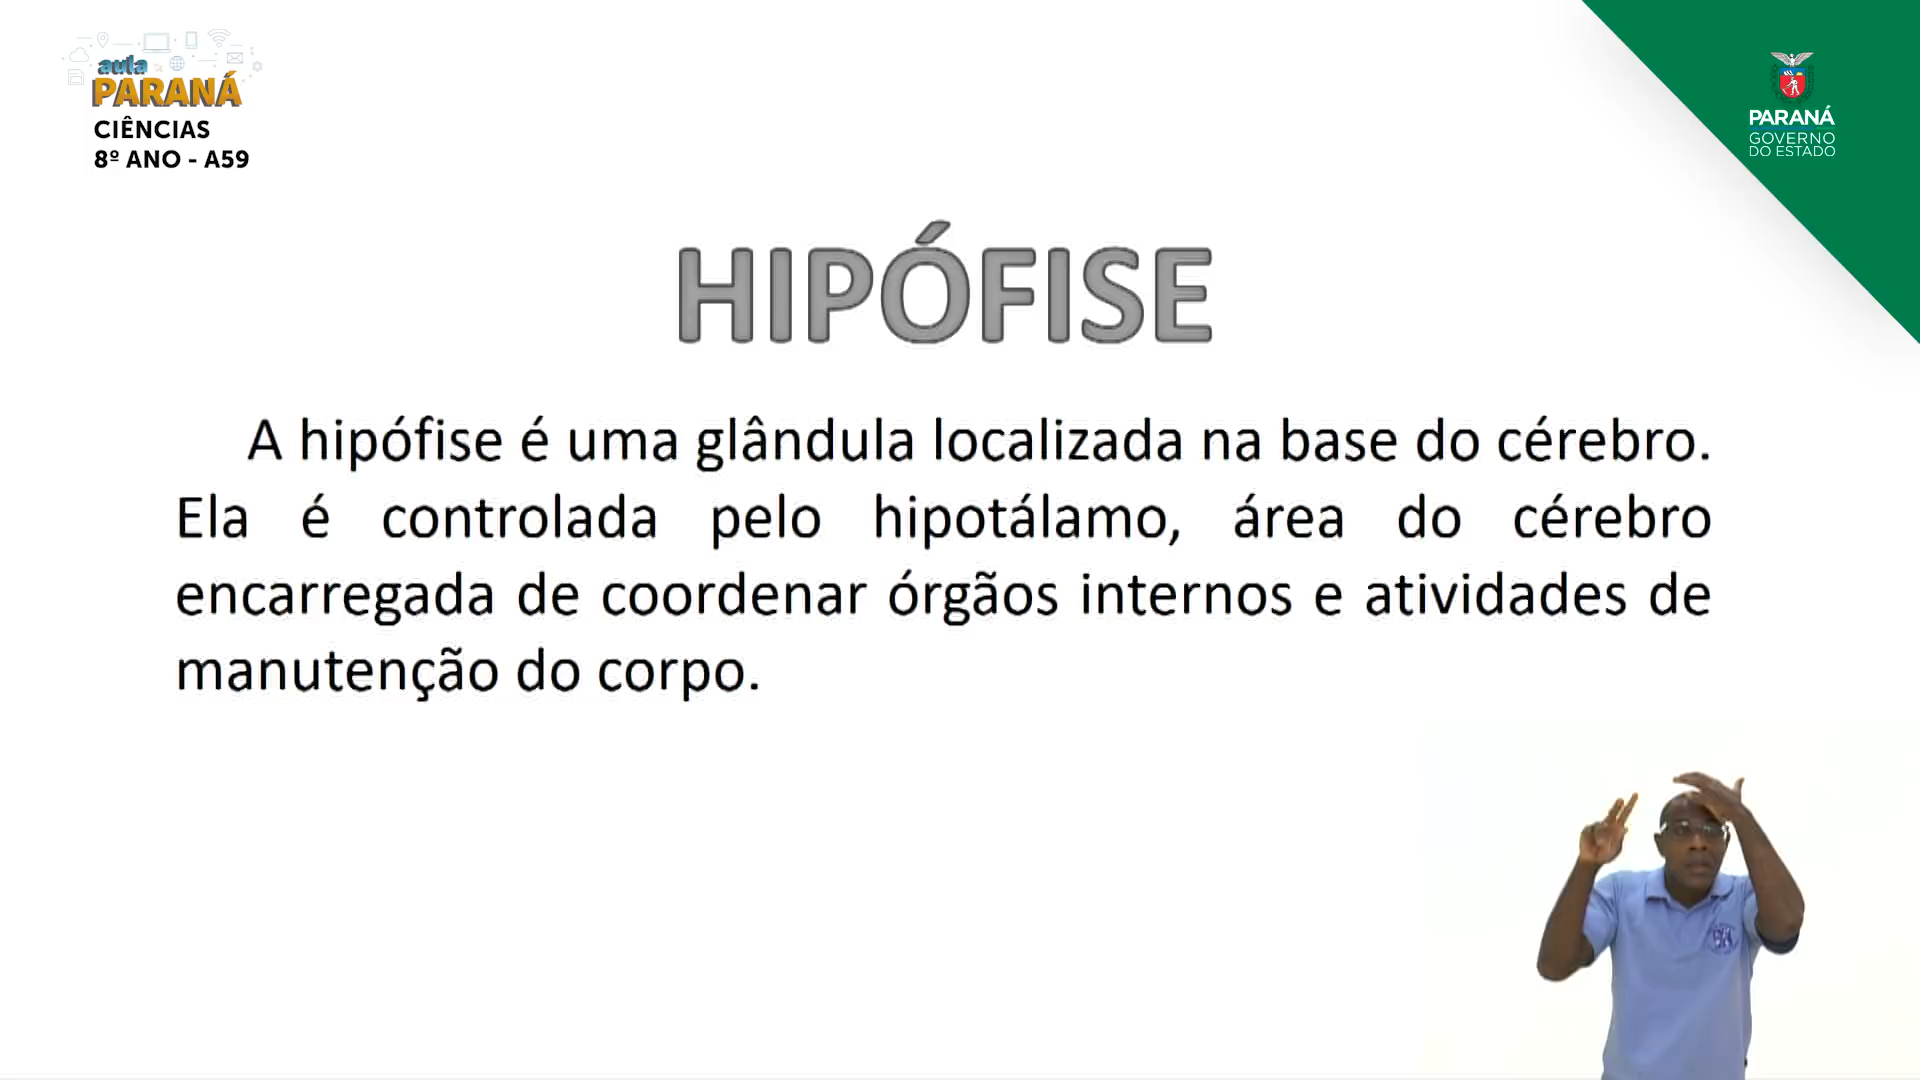 aula
PARANÁ
CIÊNCIAS
8º ANO - A59
PARANÁ
GOVERNO
DO ESTADO
HIPÓFISE
A hipófise é uma glândula localizada na base do cérebro.
Ela é controlada pelo hipotálamo, área do cérebro
encarregada de coordenar órgãos internos e atividades de
manutenção do corpo.